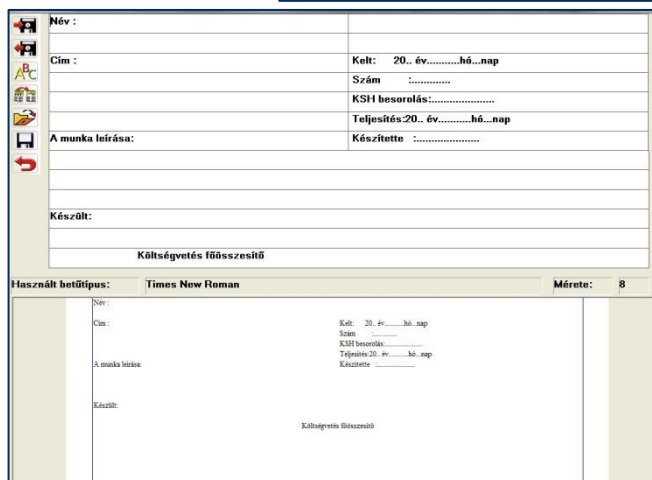 Név :
Cím :
Kelt: 20.. év...........hó...nap
Szám :.............
KSH besorolás:.....................
Teljesítés:20.. év...........hó...nap
A munka leírása:
Készítette :.....................
Készült:
Költségvetés főösszesítő
Használt betűtípus: Times New Roman Mérete: 8
Név :
Cím :
Kelt: 20.. év...........hó...nap
Szám :.............
KSH besorolás:.....................
Teljesítés:20.. év...........hó...nap
A munka leírása:
Készítette :.....................
Készült:
Költségvetés főösszesítő
ABC